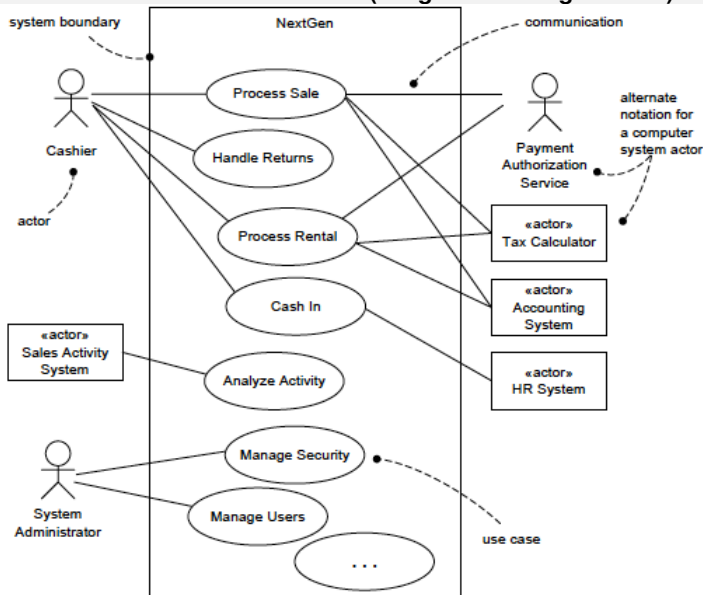 system boundary
NextGen
communication
Process Sale
alternate
notation for
a computer
system actor
Cashier
Handle Returns
Payment
Authorization
Service
actor
Process Rental
«actor»
Tax Calculator
Cash In
«actor»
Accounting
System
«actor»
Sales Activity
System
Analyze Activity
«actor»
HR System
Manage Security
System
Administrator
Manage Users
use case
. . .